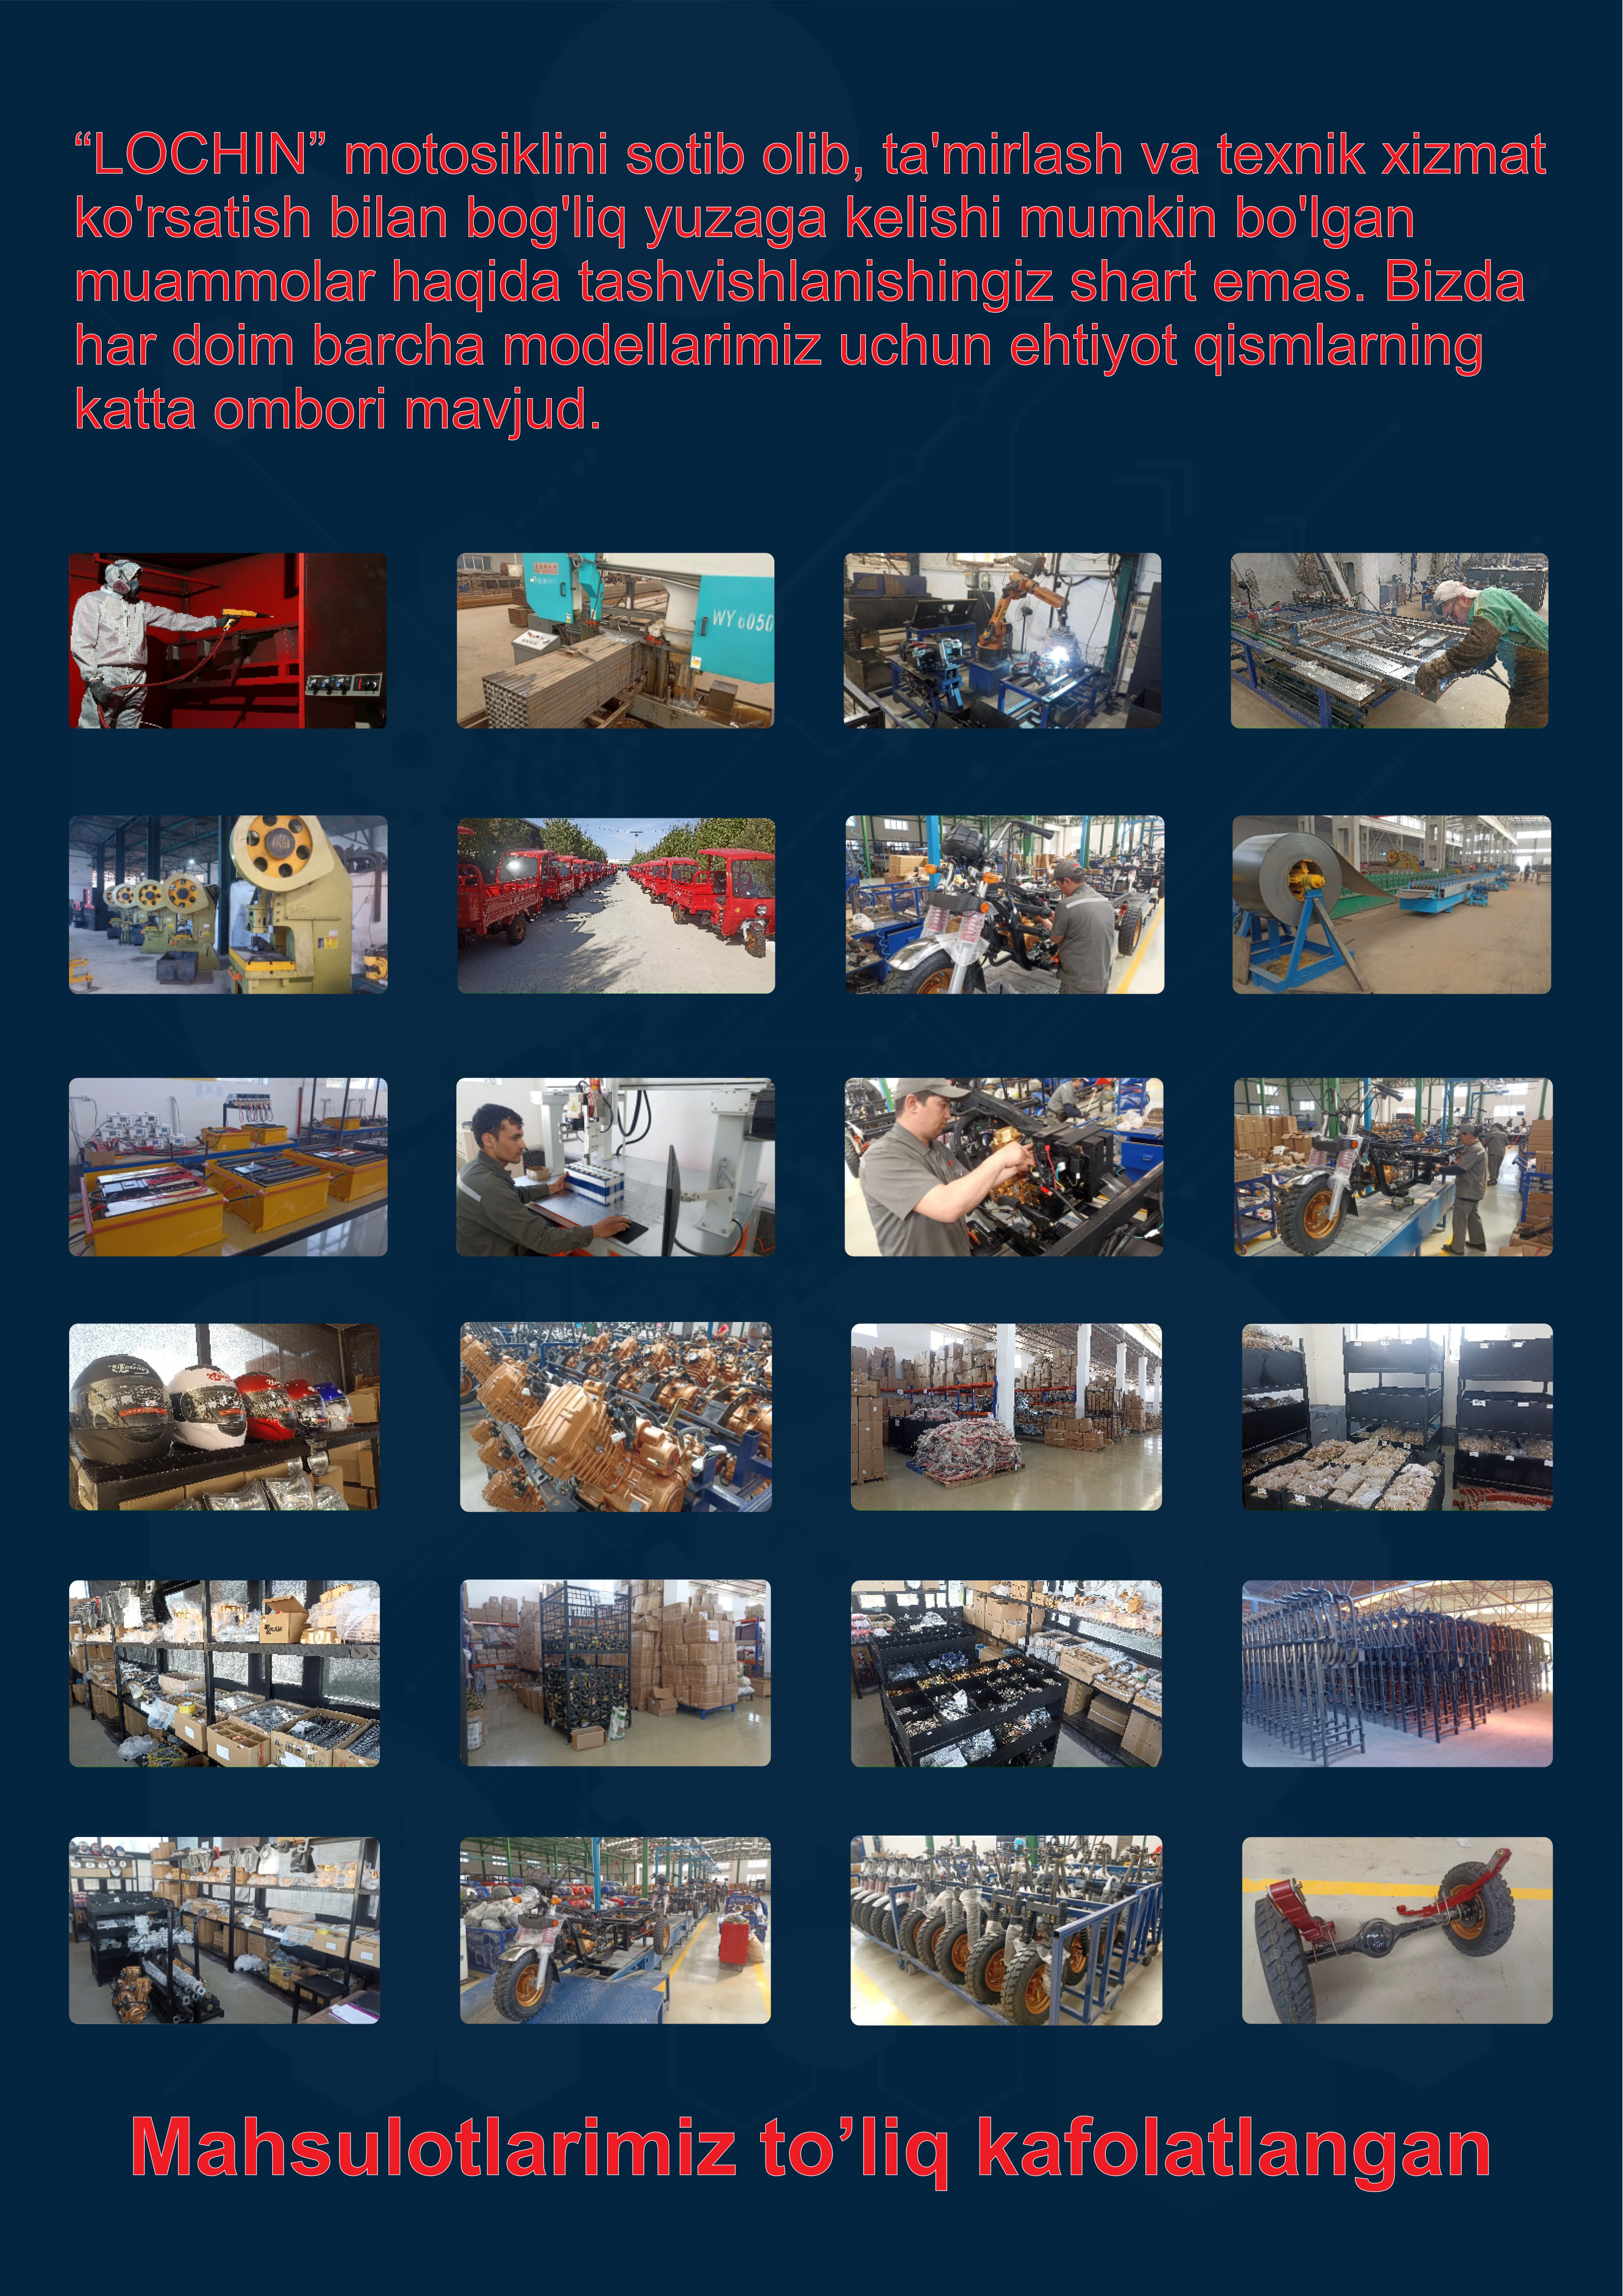 “LOCHIN” motosiklini sotib olib, ta'mirlash va texnik xizmat
ko'rsatish bilan bog'liq yuzaga kelishi mumkin bo'lgan
muammolar haqida tashvishlanishingiz shart emas. Bizda
har doim barcha modellarimiz uchun ehtiyot qismlarning
katta ombori mavjud.
WY 6050
Mahsulotlarimiz to’liq kafolatlangan